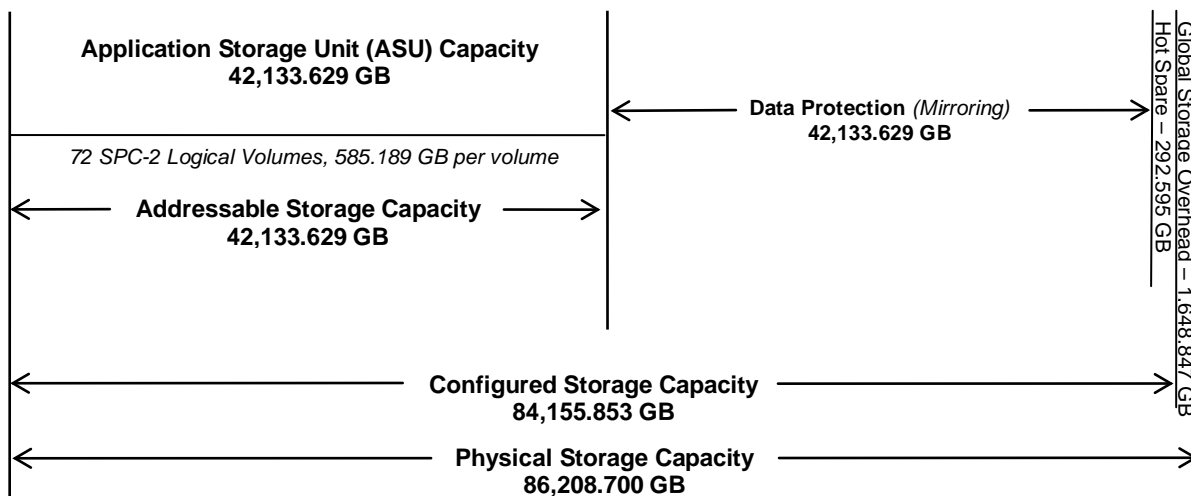 Application Storage Unit (ASU) Capacity
42,133.629 GB
72 SPC-2 Logical Volumes, 585.189 GB per volume
Addressable Storage Capacity
42,133.629 GB
Data Protection (Mirroring)
42,133.629 GB
Hot Spare – 292.595 GB
Global Storage Overhead – 1.648.847 GB
Configured Storage Capacity
84,155.853 GB
Physical Storage Capacity
86,208.700 GB